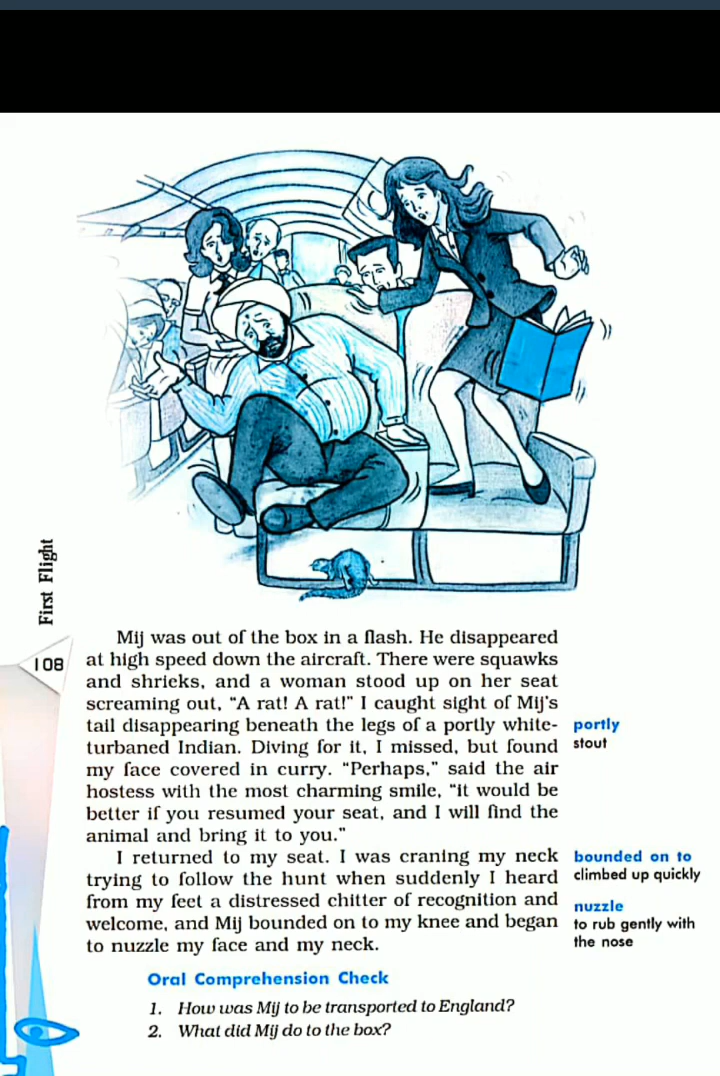 First Flight
108
Mij was out of the box in a flash. He disappeared
at high speed down the aircraft. There were squawks
and shrieks, and a woman stood up on her seat
screaming out, “A rat! A rat!” I caught sight of Mij’s
tail disappearing beneath the legs of a portly white-
turbaned Indian. Diving for it, I missed, but found
my face covered in curry. “Perhaps,” said the air
hostess with the most charming smile, “it would be
better if you resumed your seat, and I will find the
animal and bring it to you.”
portly
stout
I returned to my seat. I was craning my neck
trying to follow the hunt when suddenly I heard
from my feet a distressed chitter of recognition and
welcome, and Mij bounded on to my knee and began
to nuzzle my face and my neck.
bounded on to
climbed up quickly
nuzzle
to rub gently with
the nose
Oral Comprehension Check
1. How was Mij to be transported to England?
2. What did Mij do to the box?